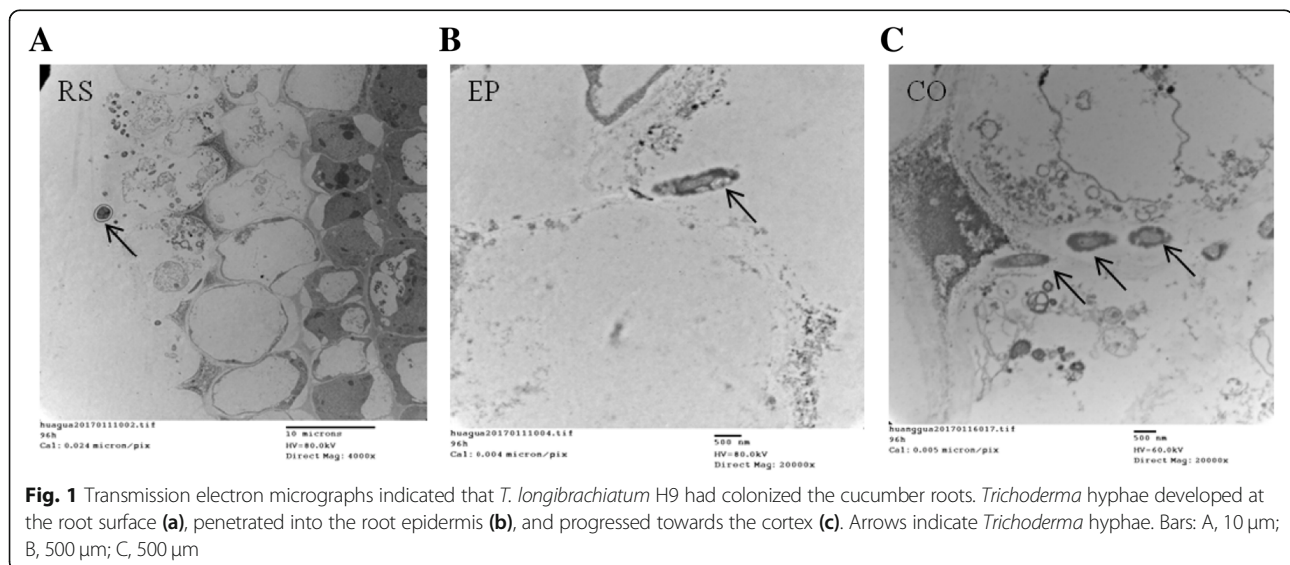 A
B
C
RS
EP
CO
huagua20170111002.tif
96h
Cal: 0.024 micron/pix
10 microns
HV=80.0kV
Direct Mag: 4000x
huagua20170111004.tif
96h
Cal: 0.004 micron/pix
500 nm
HV=80.0kV
Direct Mag: 20000x
huanggua20170116017.tif
96h
Cal: 0.005 micron/pix
500 nm
HV=60.0kV
Direct Mag: 20000x
Fig. 1 Transmission electron micrographs indicated that T. longibrachiatum H9 had colonized the cucumber roots. Trichoderma hyphae developed at
the root surface (a), penetrated into the root epidermis (b), and progressed towards the cortex (c). Arrows indicate Trichoderma hyphae. Bars: A, 10 μm;
B, 500 μm; C, 500 μm